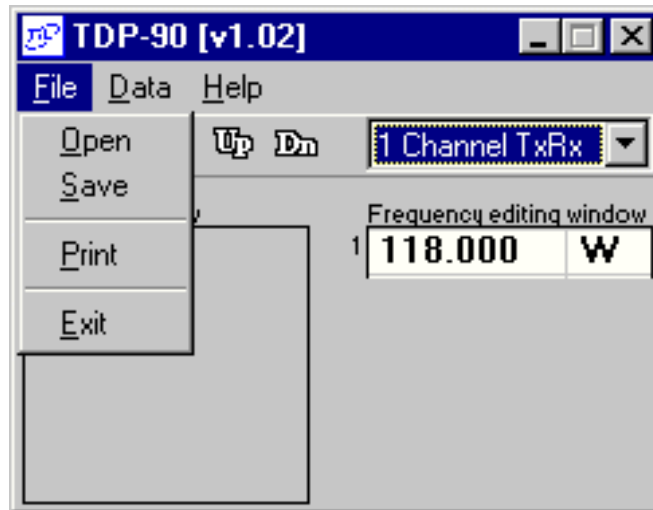 TDP-90 [v1.02]
File Data Help
Open
Save
Print
Exit
Up Dn
1 Channel TxRx
Frequency editing window
1 118.000 W